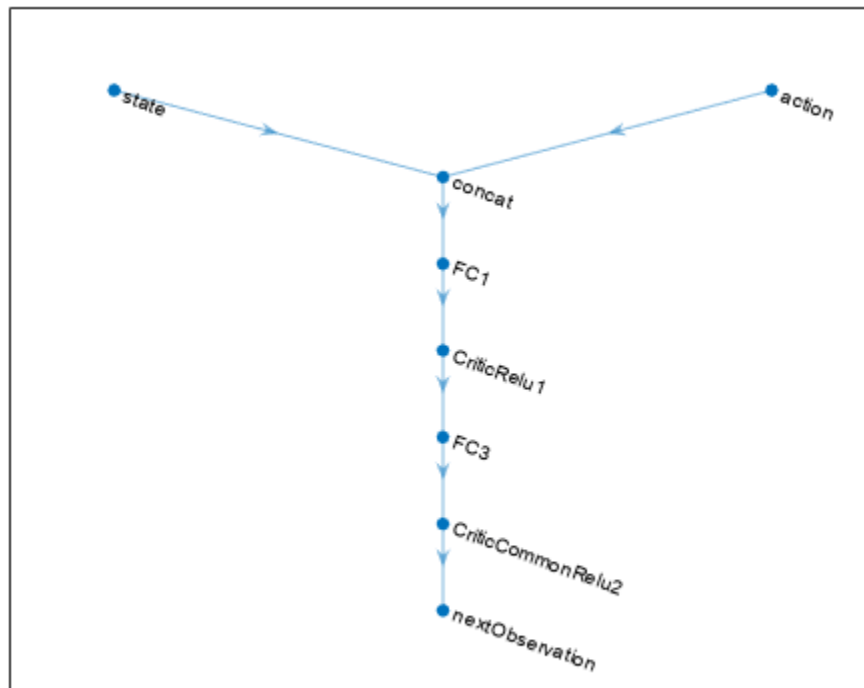 state
action
concat
FC1
CriticRelu1
FC3
CriticCommonRelu2
nextObservation